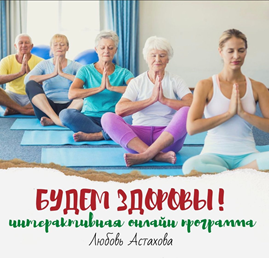 БУДЕМ ЗДОРОВЫ!
интерактивная онлайн программа
Любовь Астахова